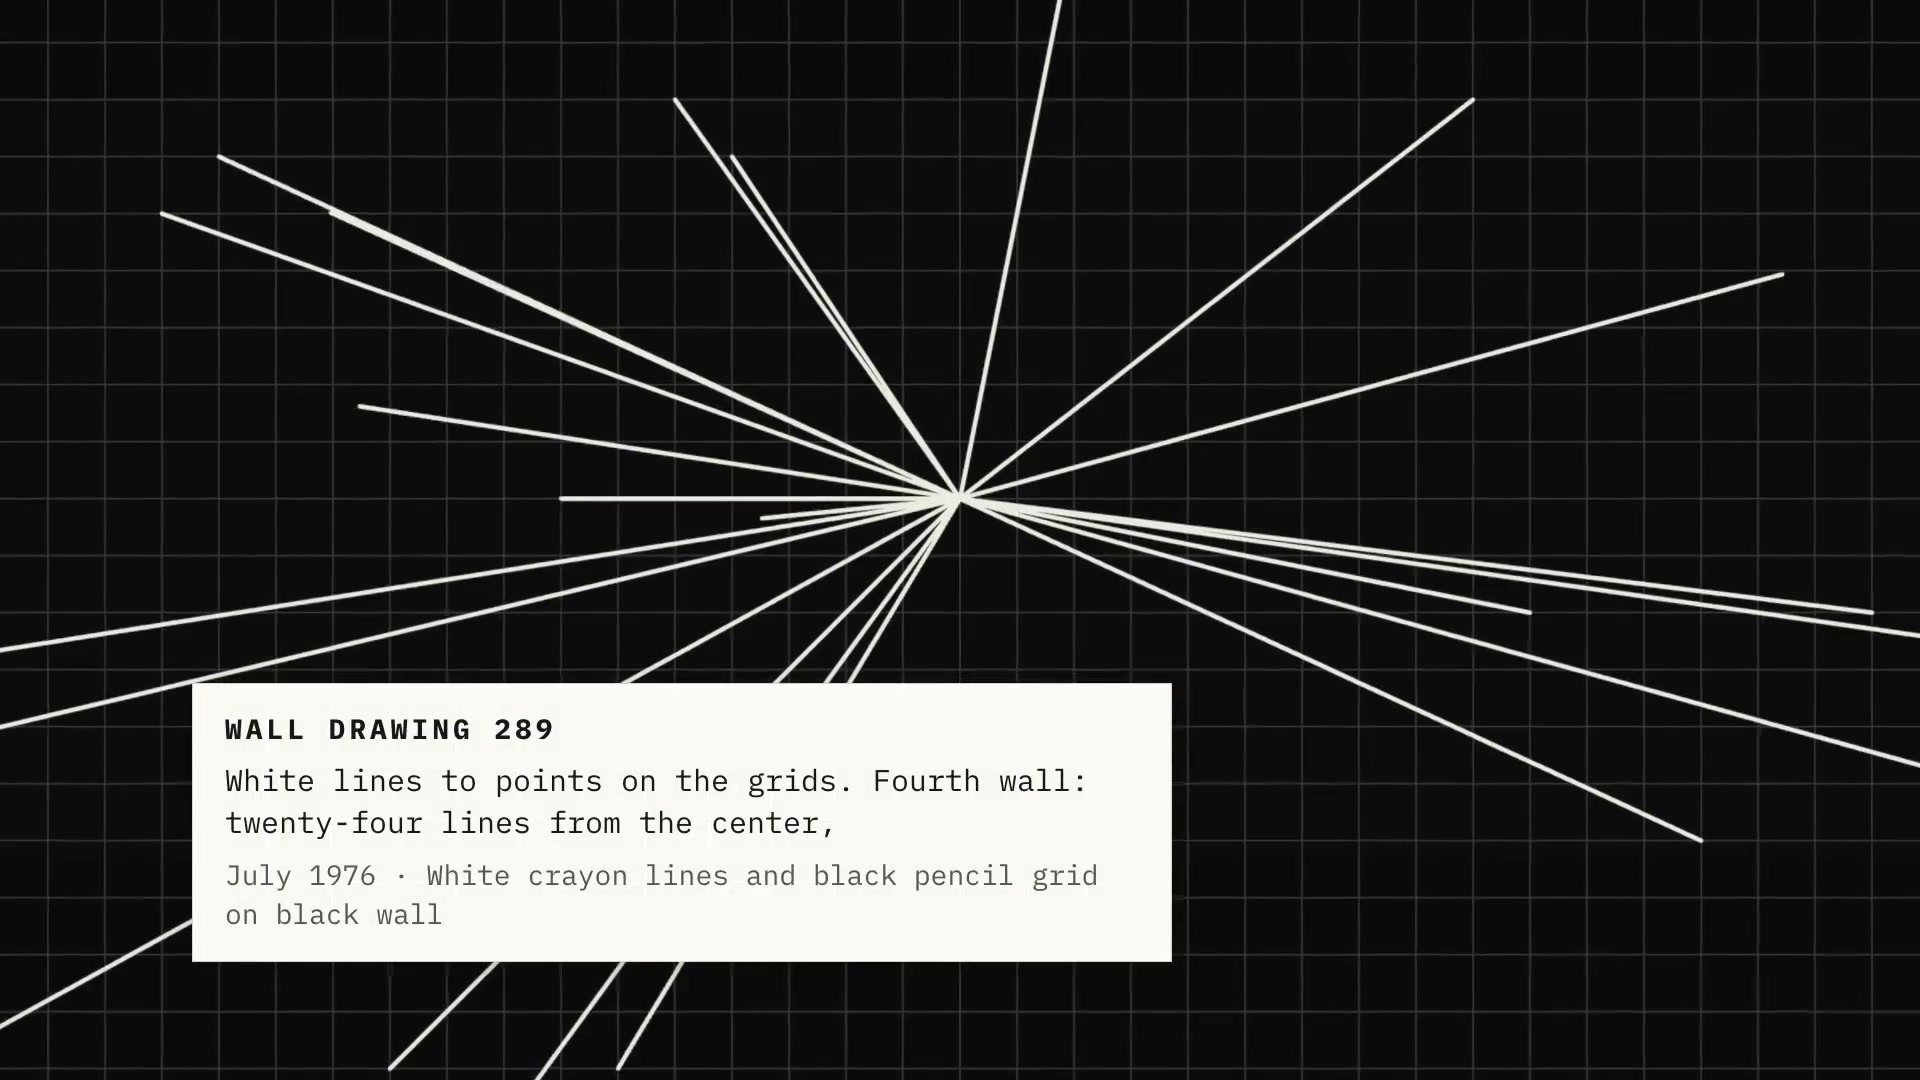 WALL DRAWING 289
White lines to points on the grids. Fourth wall:
twenty-four lines from the center,
July 1976 · White crayon lines and black pencil grid
on black wall